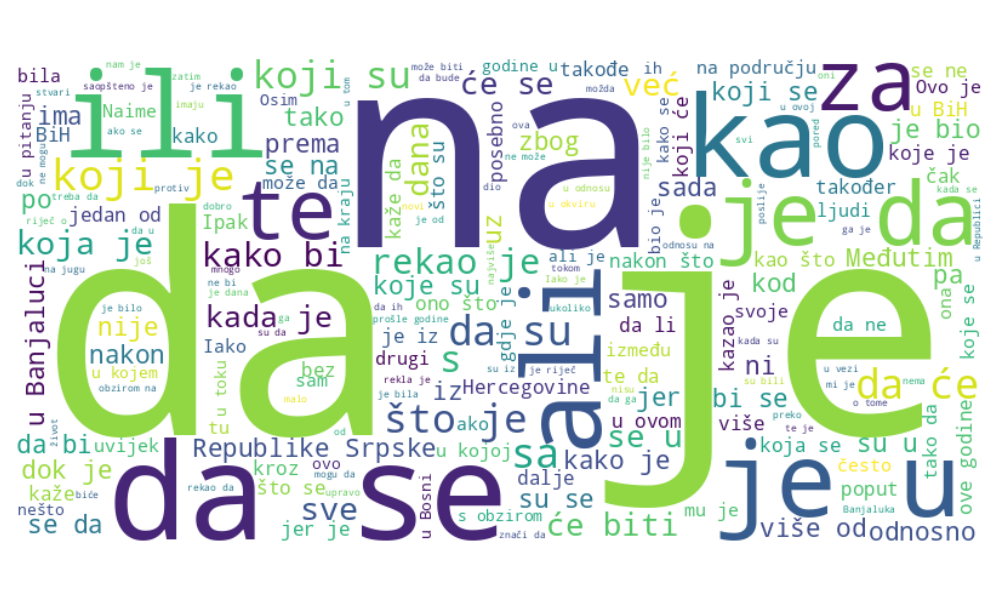 da je
na
da se
kao
ili
je u
je da
ali
te
za
koji je
koji su
rekao je
da su
što je
kako bi
koja je
kada je
da će
će se
će biti
Republike Srpske
u Banjaluci
nije
nakon
prema
tako
zbog
već
dana
sada
koji se
je bio
takođe
ih
na području
se ne
Ovo je
u BiH
koje je
čak
također
ljudi
kao što
Međutim
kod
pa
ona
koje se
nakon što
samo
da li
između
te da
jer
u ovom
se u
kako je
bi se
više
ni
svoje
kazao je
da ne
koja se
su u
tako da
ove godine
često
poput
Banjaluka
mu je
više od
odnosno
o tome
u vezi
mi je
nema
kada su
su bili
preko
te je
bila
ima
BiH
Naime
kako
Osim
se na
može da
po
jedan od
Ipak
na kraju
kaže da
što su
posebno
uz
godine u
koji će
kako se
bio je
ali je
gdje je
koje su
ono što
je iz
drugi
s
iz
Hercegovine
ako
sa
dalje
su se
s obzirom
znači da
u Bosni
u kojoj
kroz
ovo
što se
sve
jer je
nešto
kaže
biće
dok je
se da
da bi
uvijek
život
Iako
bez
sam
tu
u toku
u kojem
obzirom na
malo
je bilo
mnogo
ne bi
je dana
ga
su da
još
na jugu
da u
riječ o
treba da
dok
ne mogu
u pitanju
stvari
saopšteno je
nam je
zatim
je rekao
imaju
ako se
protiv
dobro
novi
je od
u tom
može biti
da bude
možda
ova
ne može
dio
u odnosu
u okviru
nije bilo
svi
odnosu na
poslije
pored
u ovoj
oni
kada se
ga je
u Republici
tokom
Iako je
ukoliko
najviše
da ih
prošle godine
su iz
je riječ
rekla je
je bila
nisu
da ga
od
mogu da
rekao da
upravo